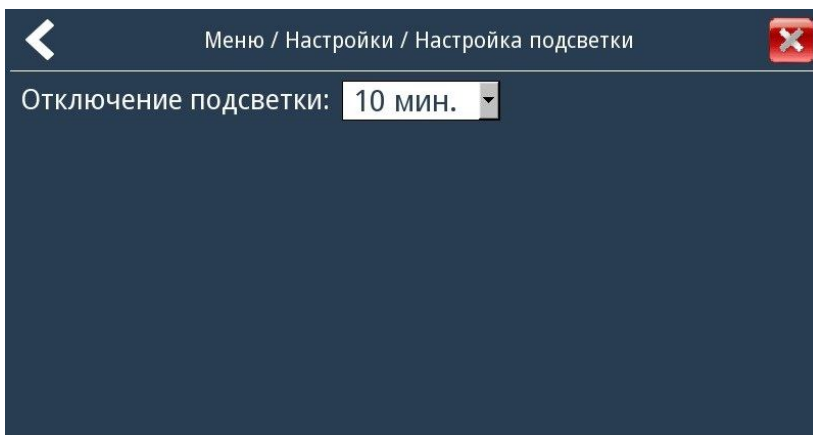 Меню / Настройки / Настройка подсветки
Отключение подсветки: 10 мин.